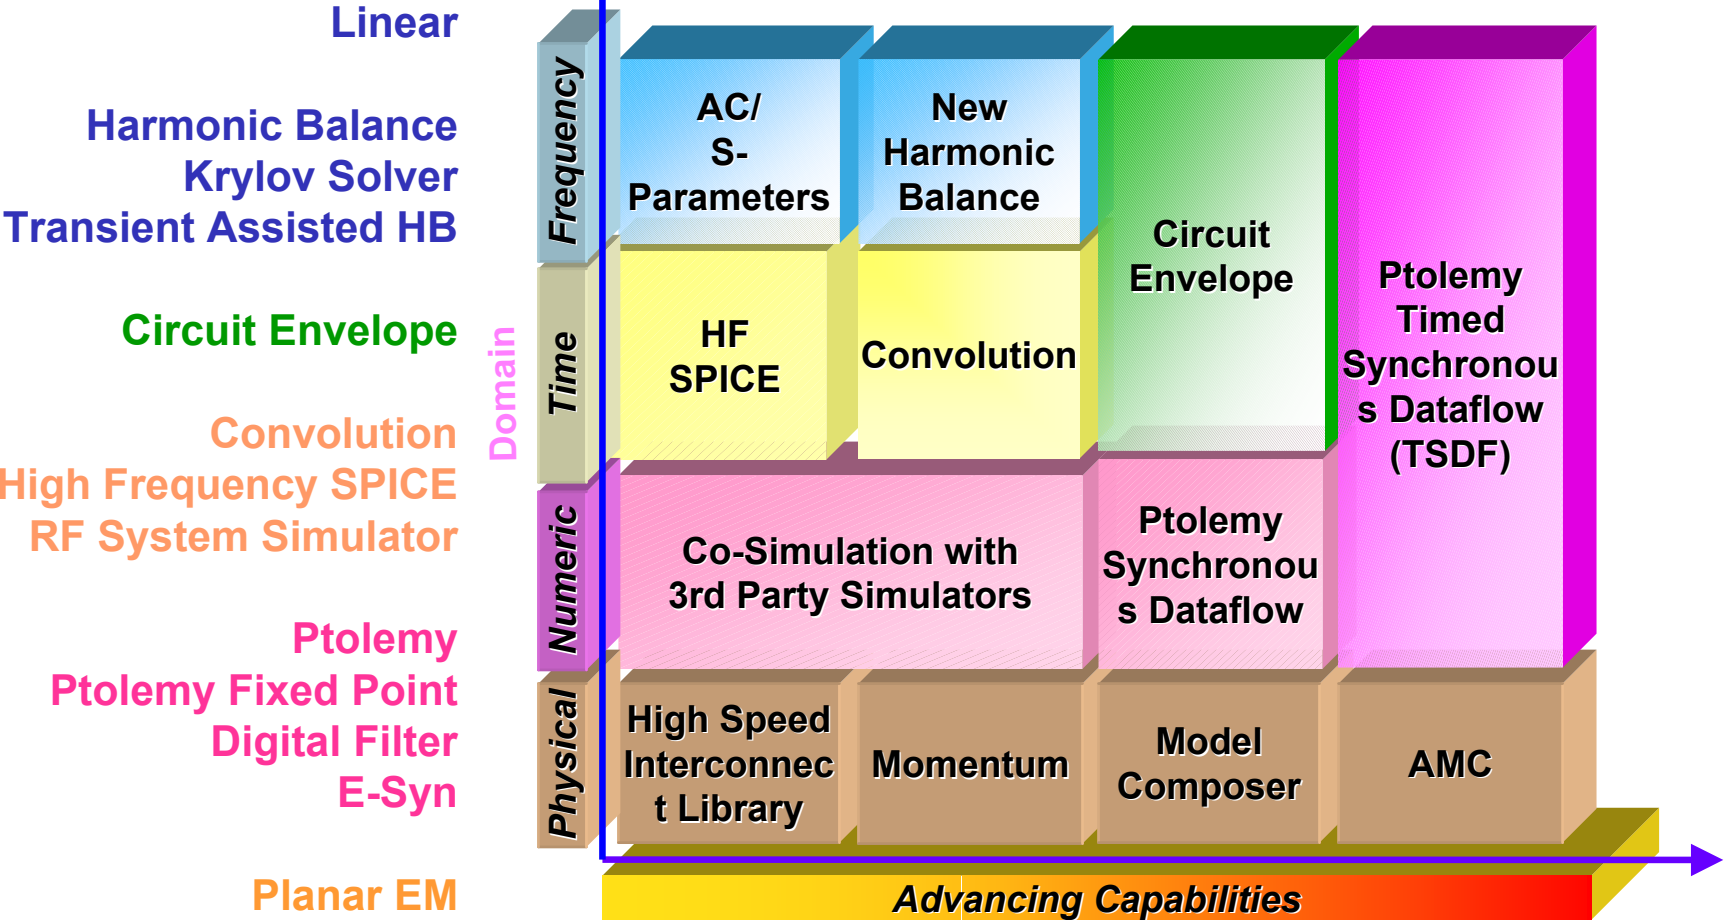 Linear
Harmonic Balance
Krylov Solver
Transient Assisted HB
Circuit Envelope
Convolution
High Frequency SPICE
RF System Simulator
Ptolemy
Ptolemy Fixed Point
Digital Filter
E-Syn
Planar EM
Domain
Frequency
Time
Numeric
Physical
AC/
S-
Parameters
New
Harmonic
Balance
Circuit
Envelope
Ptolemy
Timed
Synchronou
s Dataflow
(TSDF)
HF
SPICE
Convolution
Co-Simulation with
3rd Party Simulators
Ptolemy
Synchronou
s Dataflow
High Speed
Interconnec
t Library
Momentum
Model
Composer
AMC
Advancing Capabilities